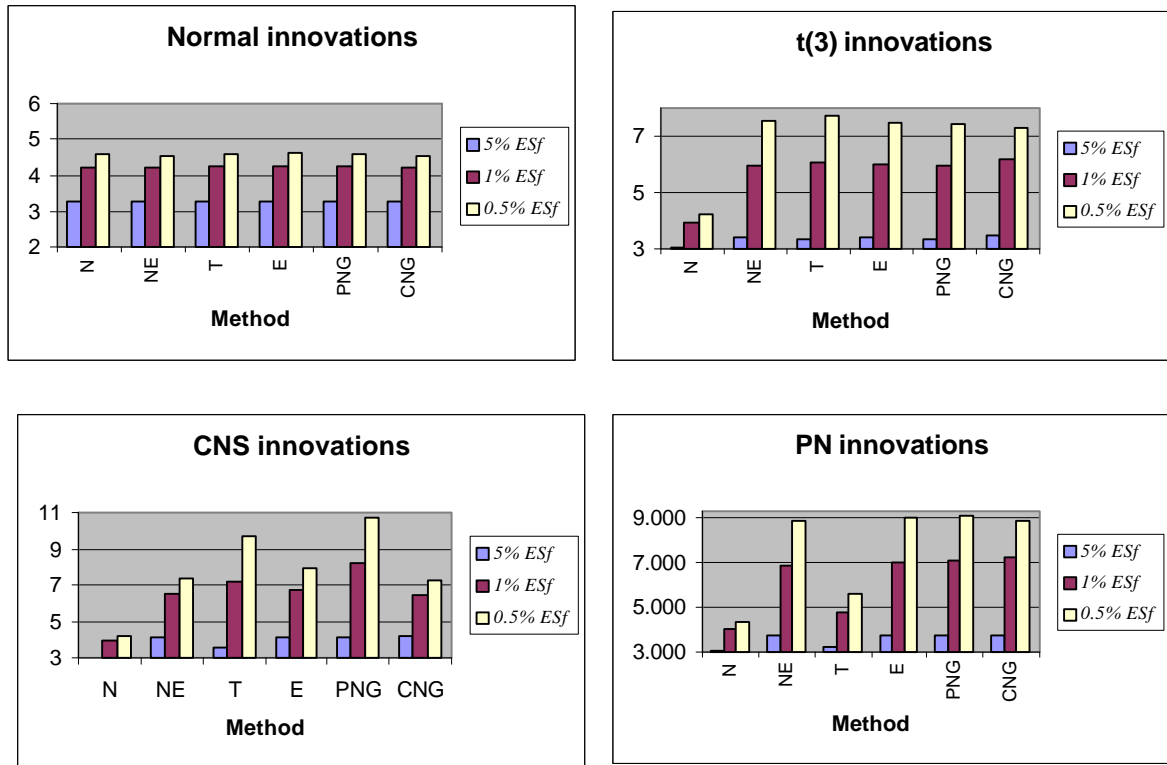 Normal innovations
6
5
4
3
2
N NE T E PNG CNG
Method
5% ESf
1% ESf
0.5% ESf
t(3) innovations
7
5
3
N NE T E PNG CNG
Method
5% ESf
1% ESf
0.5% ESf
CNS innovations
11
9
7
5
3
N NE T E PNG CNG
Method
5% ESf
1% ESf
0.5% ESf
PN innovations
9.000
7.000
5.000
3.000
N NE T E PNG CNG
Method
5% ESf
1% ESf
0.5% ESf